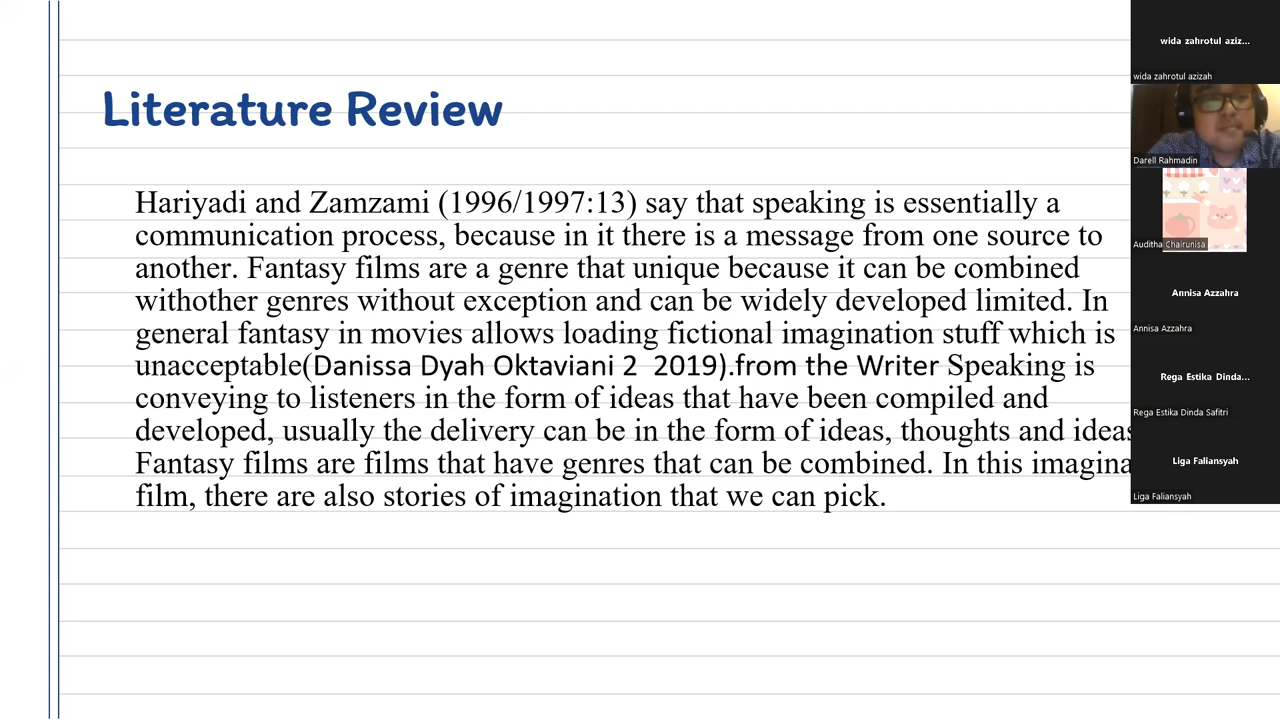 Literature Review
Hariyadi and Zamzami (1996/1997:13) say that speaking is essentially a
communication process, because in it there is a message from one source to
another. Fantasy films are a genre that unique because it can be combined
withother genres without exception and can be widely developed limited. In
general fantasy in movies allows loading fictional imagination stuff which is
unacceptable(Danissa Dyah Oktaviani 2 2019).from the Writer Speaking is
conveying to listeners in the form of ideas that have been compiled and
developed, usually the delivery can be in the form of ideas, thoughts and ideas
Fantasy films are films that have genres that can be combined. In this imagina
film, there are also stories of imagination that we can pick.
wida zahrotul aziz...
wida zahrotul azizah
Darell Rahmadin
Auditha Chairunisa
Annisa Azzahra
Annisa Azzahra
Rega Estika Dinda...
Rega Estika Dinda Safitri
Liga Faliansyah
Liga Faliansyah